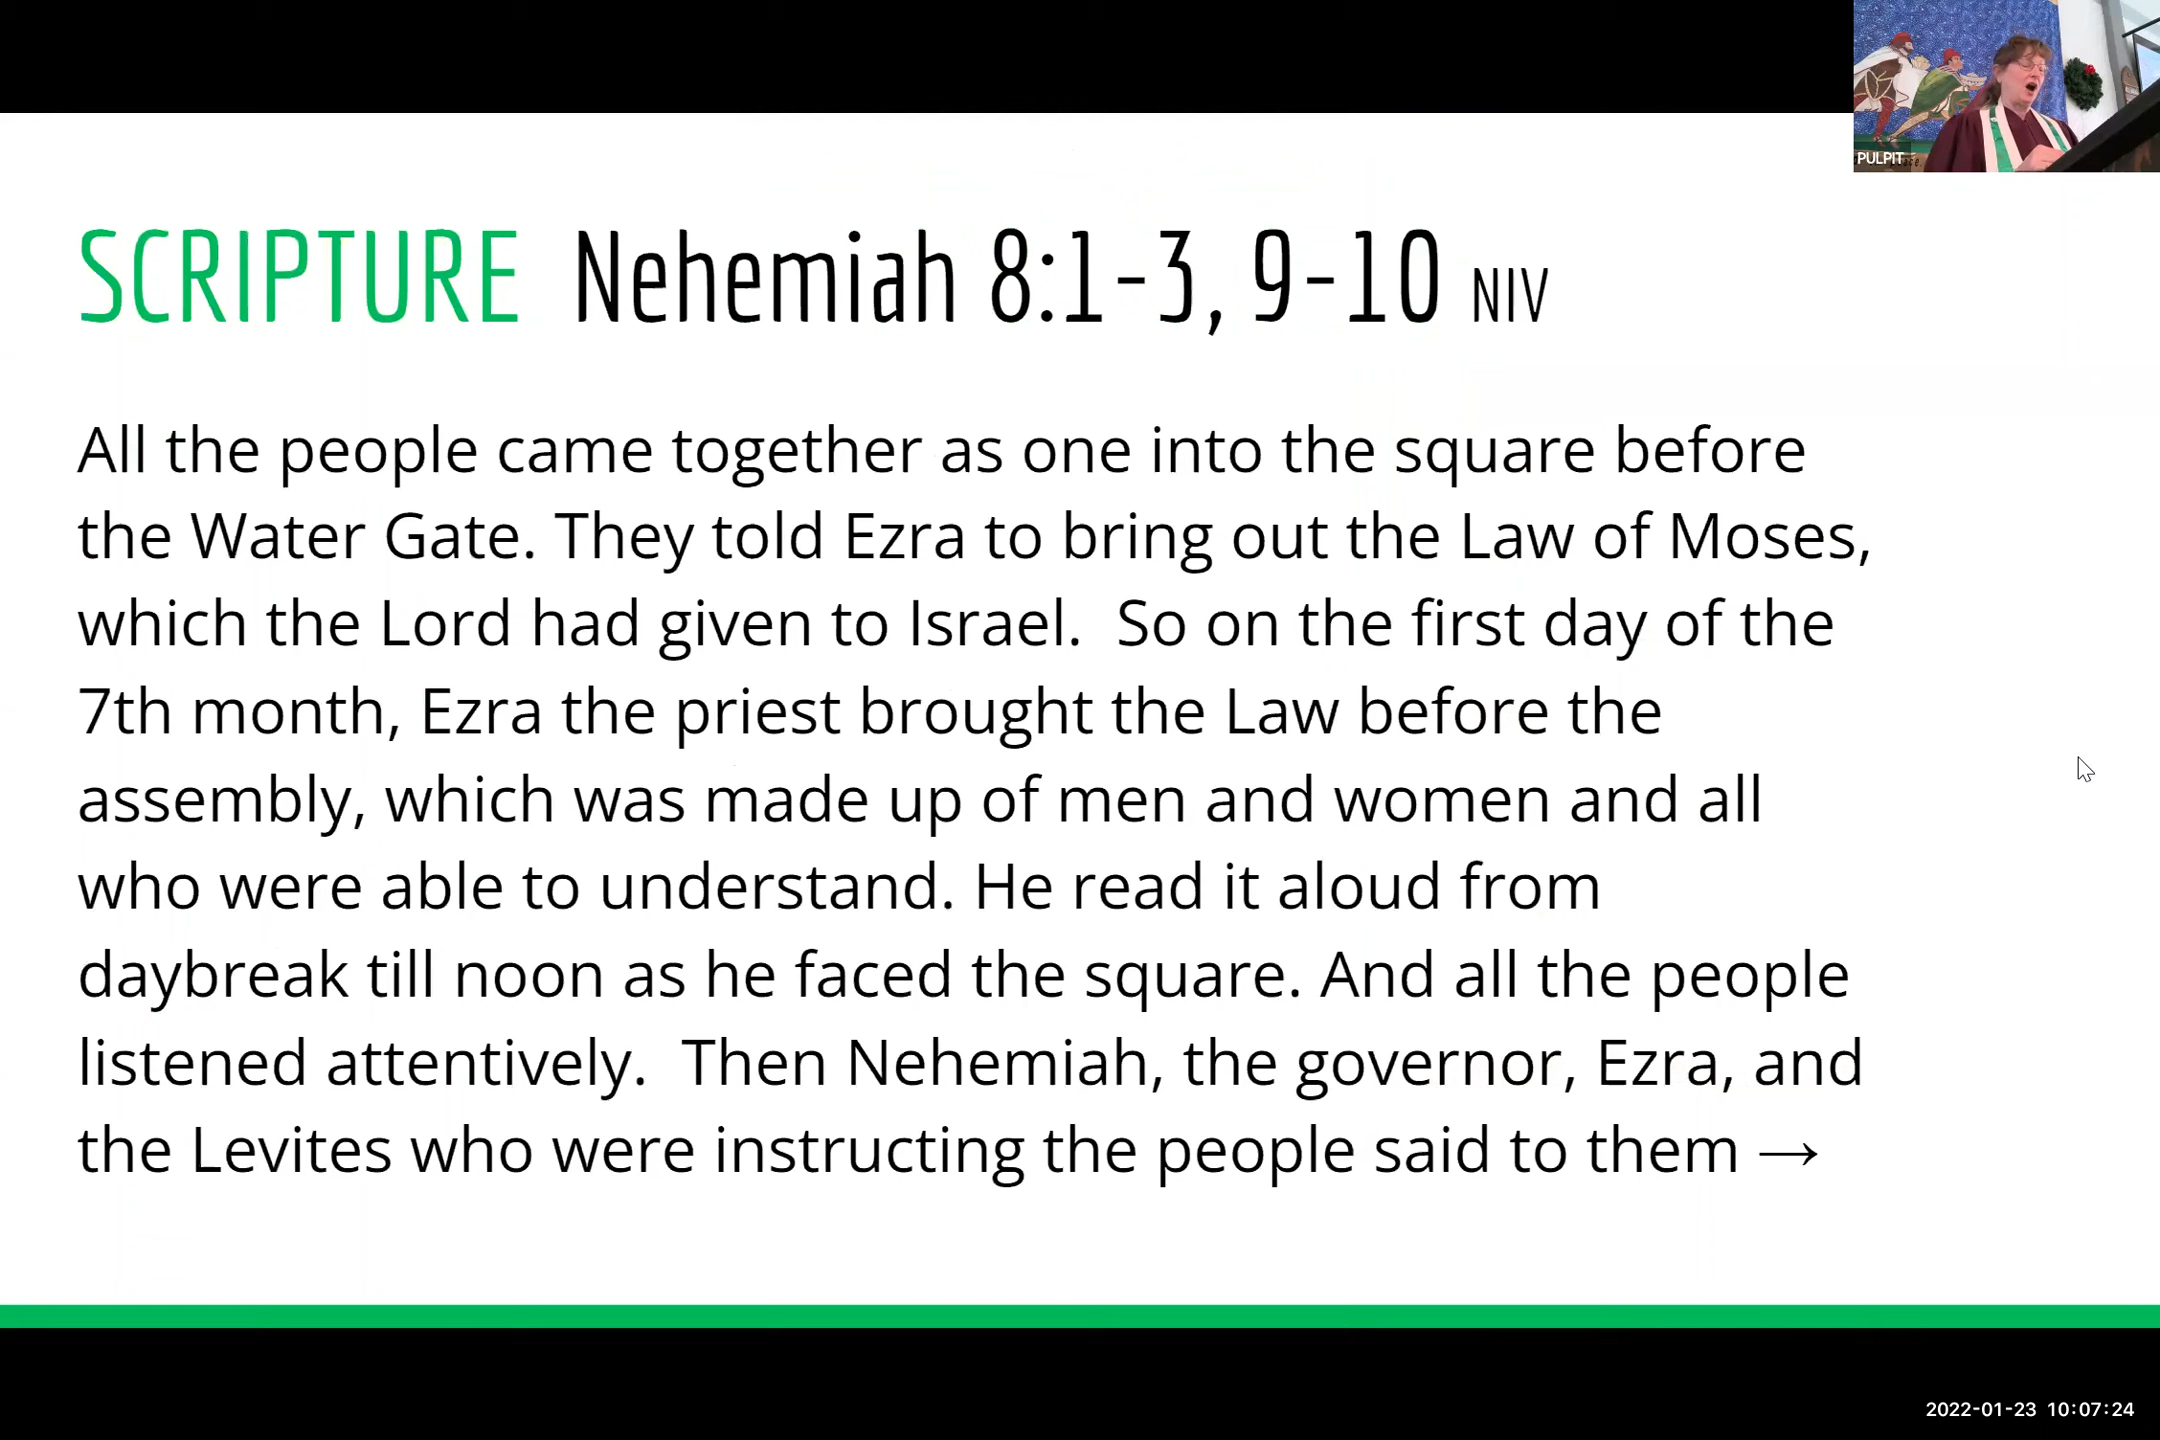 PULPIT
SCRIPTURE Nehemiah 8:1-3, 9-10 NIV
All the people came together as one into the square before
the Water Gate. They told Ezra to bring out the Law of Moses,
which the Lord had given to Israel.  So on the first day of the
7th month, Ezra the priest brought the Law before the
assembly, which was made up of men and women and all
who were able to understand. He read it aloud from
daybreak till noon as he faced the square. And all the people
listened attentively.  Then Nehemiah, the governor, Ezra, and
the Levites who were instructing the people said to them →
2022-01-23 10:07:24